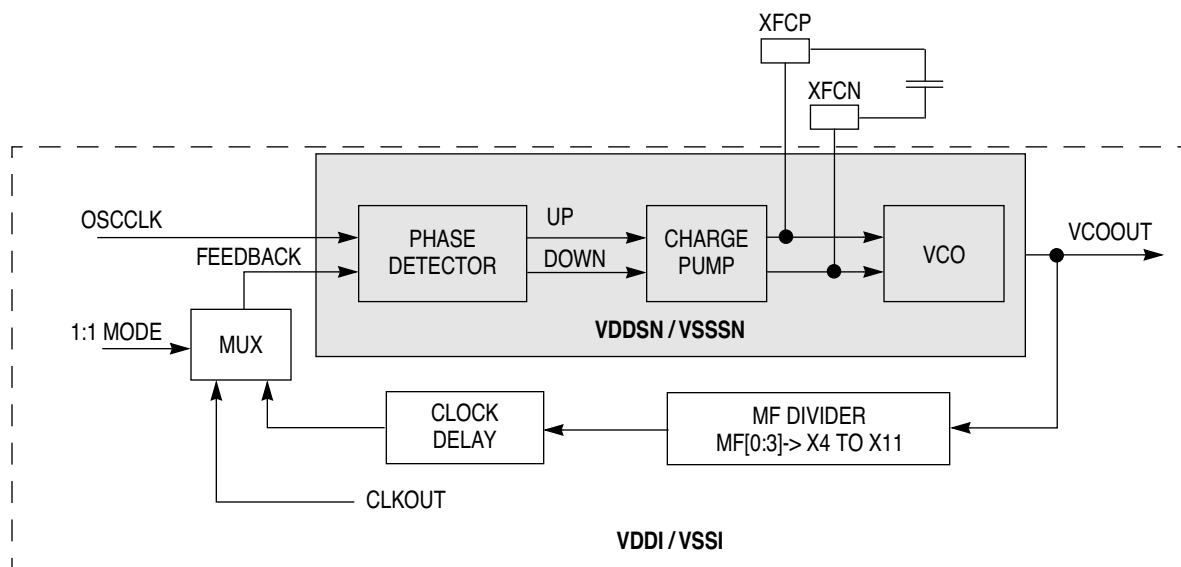 XFCP
XFCN
OSCCLK
FEEDBACK
PHASE
DETECTOR
UP
DOWN
CHARGE
PUMP
VCO
VCOOUT
VDDSN / VSSSN
1:1 MODE
MUX
CLOCK
DELAY
MF DIVIDER
MF[0:3]-> X4 TO X11
CLKOUT
VDDI / VSSI